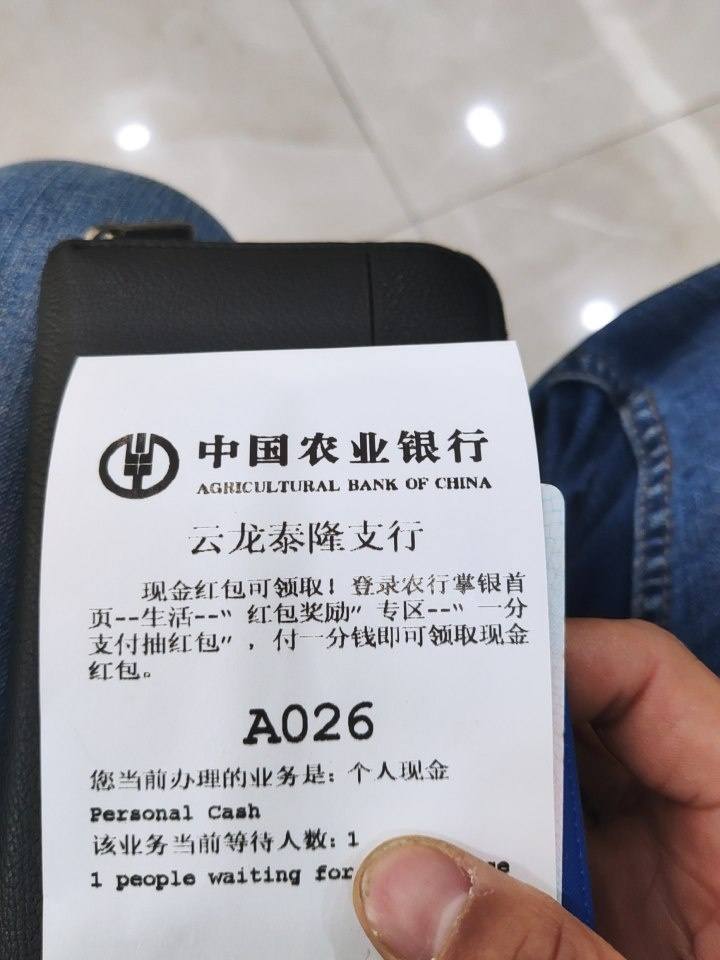 中国农业银行
AGRICULTURAL BANK OF CHINA
云龙泰隆支行
现金红包可领取！登录农行掌银首
页--生活--“ 红包奖励” 专区--“ 一分
支付抽红包”，付一分钱即可领取现金
红包。
A026
您当前办理的业务是：个人现金
Personal Cash
该业务当前等待人数：1
1 people waiting for